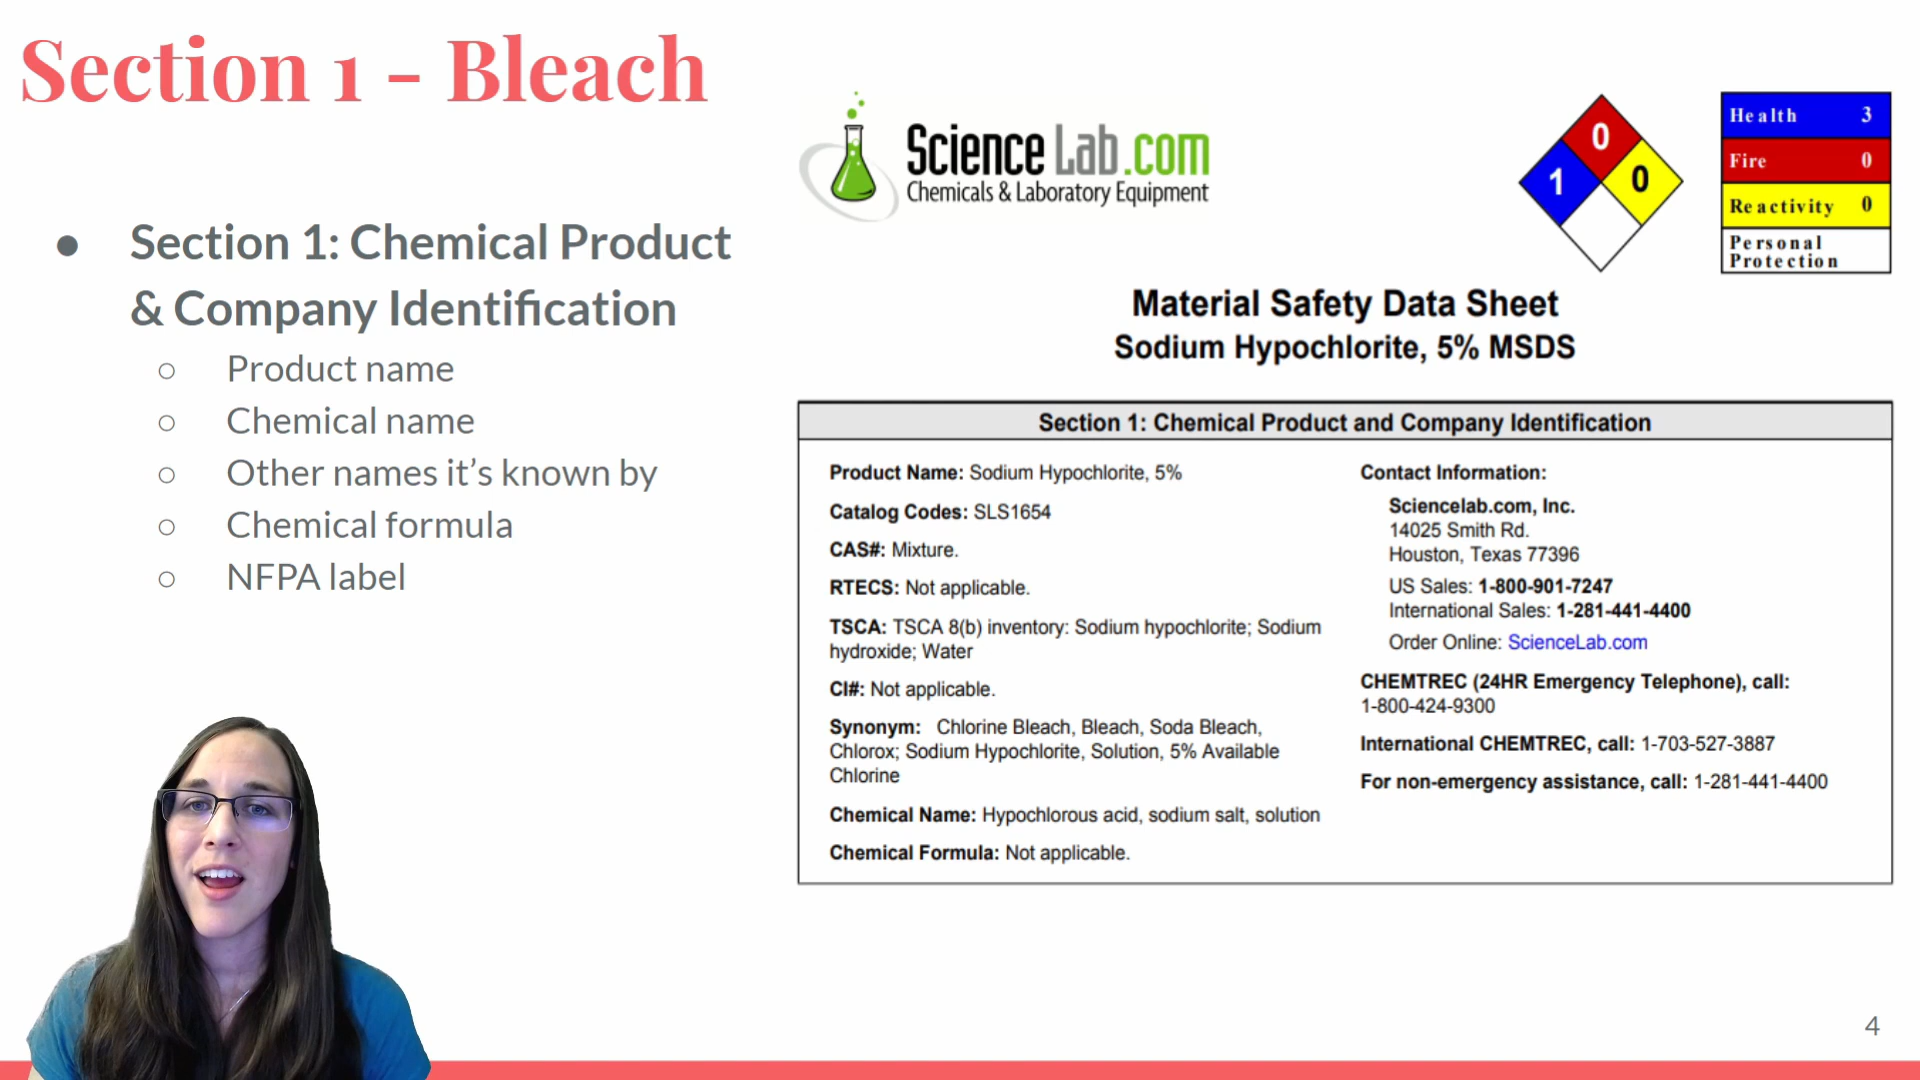 Section 1 - Bleach
● Section 1: Chemical Product
& Company Identification
○ Product name
○ Chemical name
○ Other names it’s known by
○ Chemical formula
○ NFPA label
Science Lab.com
Chemicals & Laboratory Equipment
0
1
0
Health 3
Fire 0
Reactivity 0
Personal
Protection
Material Safety Data Sheet
Sodium Hypochlorite, 5% MSDS
Section 1: Chemical Product and Company Identification
Product Name: Sodium Hypochlorite, 5%
Catalog Codes: SLS1654
CAS#: Mixture.
RTECS: Not applicable.
TSCA: TSCA 8(b) inventory: Sodium hypochlorite; Sodium
hydroxide; Water
CI#: Not applicable.
Synonym: Chlorine Bleach, Bleach, Soda Bleach,
Chlorox; Sodium Hypochlorite, Solution, 5% Available
Chlorine
Chemical Name: Hypochlorous acid, sodium salt, solution
Chemical Formula: Not applicable.
Contact Information:
Sciencelab.com, Inc.
14025 Smith Rd.
Houston, Texas 77396
US Sales: 1-800-901-7247
International Sales: 1-281-441-4400
Order Online: ScienceLab.com
CHEMTREC (24HR Emergency Telephone), call:
1-800-424-9300
International CHEMTREC, call: 1-703-527-3887
For non-emergency assistance, call: 1-281-441-4400
4